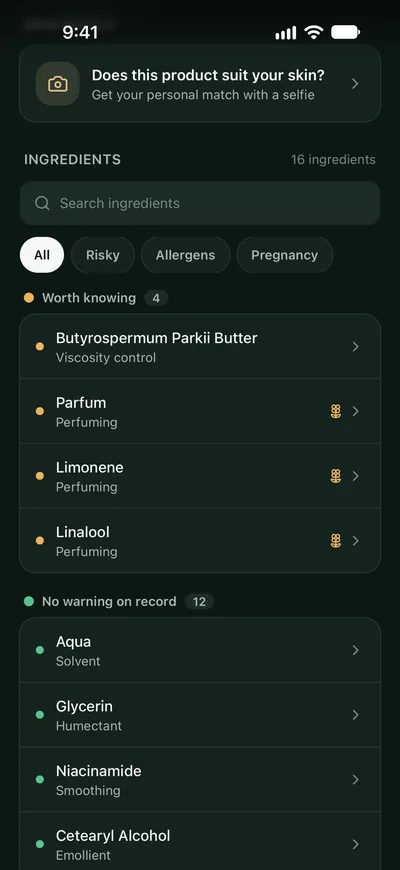 9:41
Does this product suit your skin?
Get your personal match with a selfie
INGREDIENTS
16 ingredients
Search ingredients
All
Risky
Allergens
Pregnancy
Worth knowing
4
Butyrospermum Parkii Butter
Viscosity control
Parfum
Perfuming
Limonene
Perfuming
Linalool
Perfuming
No warning on record
12
Aqua
Solvent
Glycerin
Humectant
Niacinamide
Smoothing
Cetearyl Alcohol
Emollient